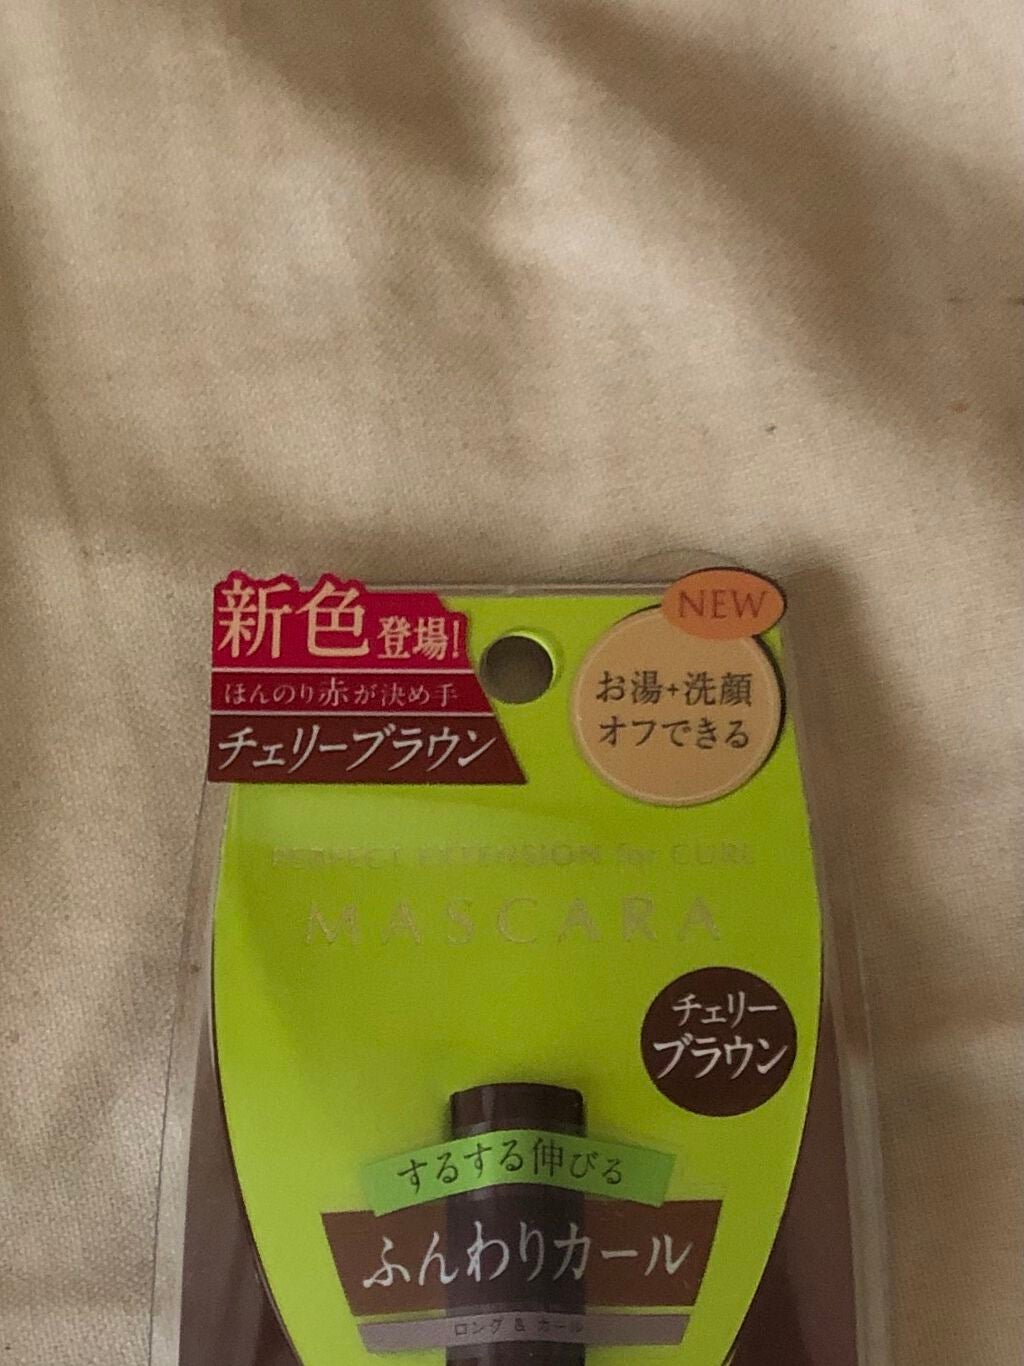 新色登場!
ほんのり赤が決め手
チェリーブラウン
NEW
お湯+洗顔
オフできる
PERFECT EXTENSION for CURL
MASCARA
チェリー
ブラウン
するする伸びる
ふんわりカール
ロング & カール